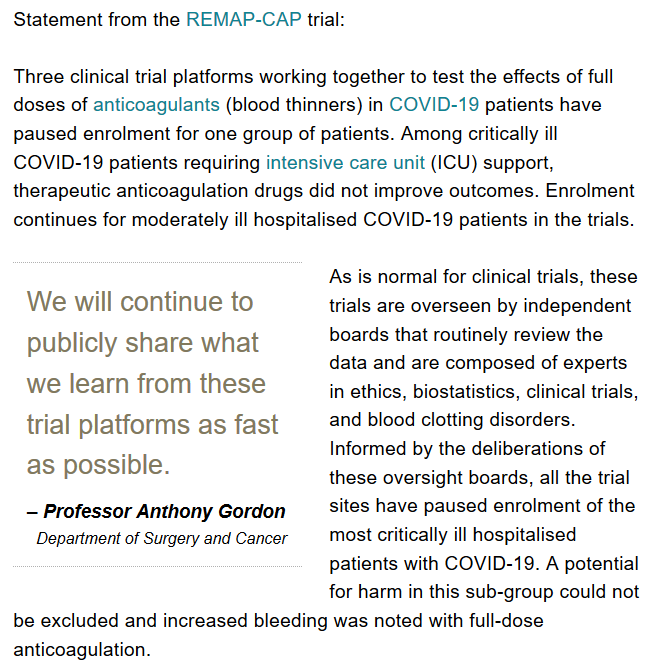 Statement from the REMAP-CAP trial:
Three clinical trial platforms working together to test the effects of full
doses of anticoagulants (blood thinners) in COVID-19 patients have
paused enrolment for one group of patients. Among critically ill
COVID-19 patients requiring intensive care unit (ICU) support,
therapeutic anticoagulation drugs did not improve outcomes. Enrolment
continues for moderately ill hospitalised COVID-19 patients in the trials.
We will continue to
publicly share what
we learn from these
trial platforms as fast
as possible.
– Professor Anthony Gordon
Department of Surgery and Cancer
As is normal for clinical trials, these
trials are overseen by independent
boards that routinely review the
data and are composed of experts
in ethics, biostatistics, clinical trials,
and blood clotting disorders.
Informed by the deliberations of
these oversight boards, all the trial
sites have paused enrolment of the
most critically ill hospitalised
patients with COVID-19. A potential
for harm in this sub-group could not
be excluded and increased bleeding was noted with full-dose
anticoagulation.